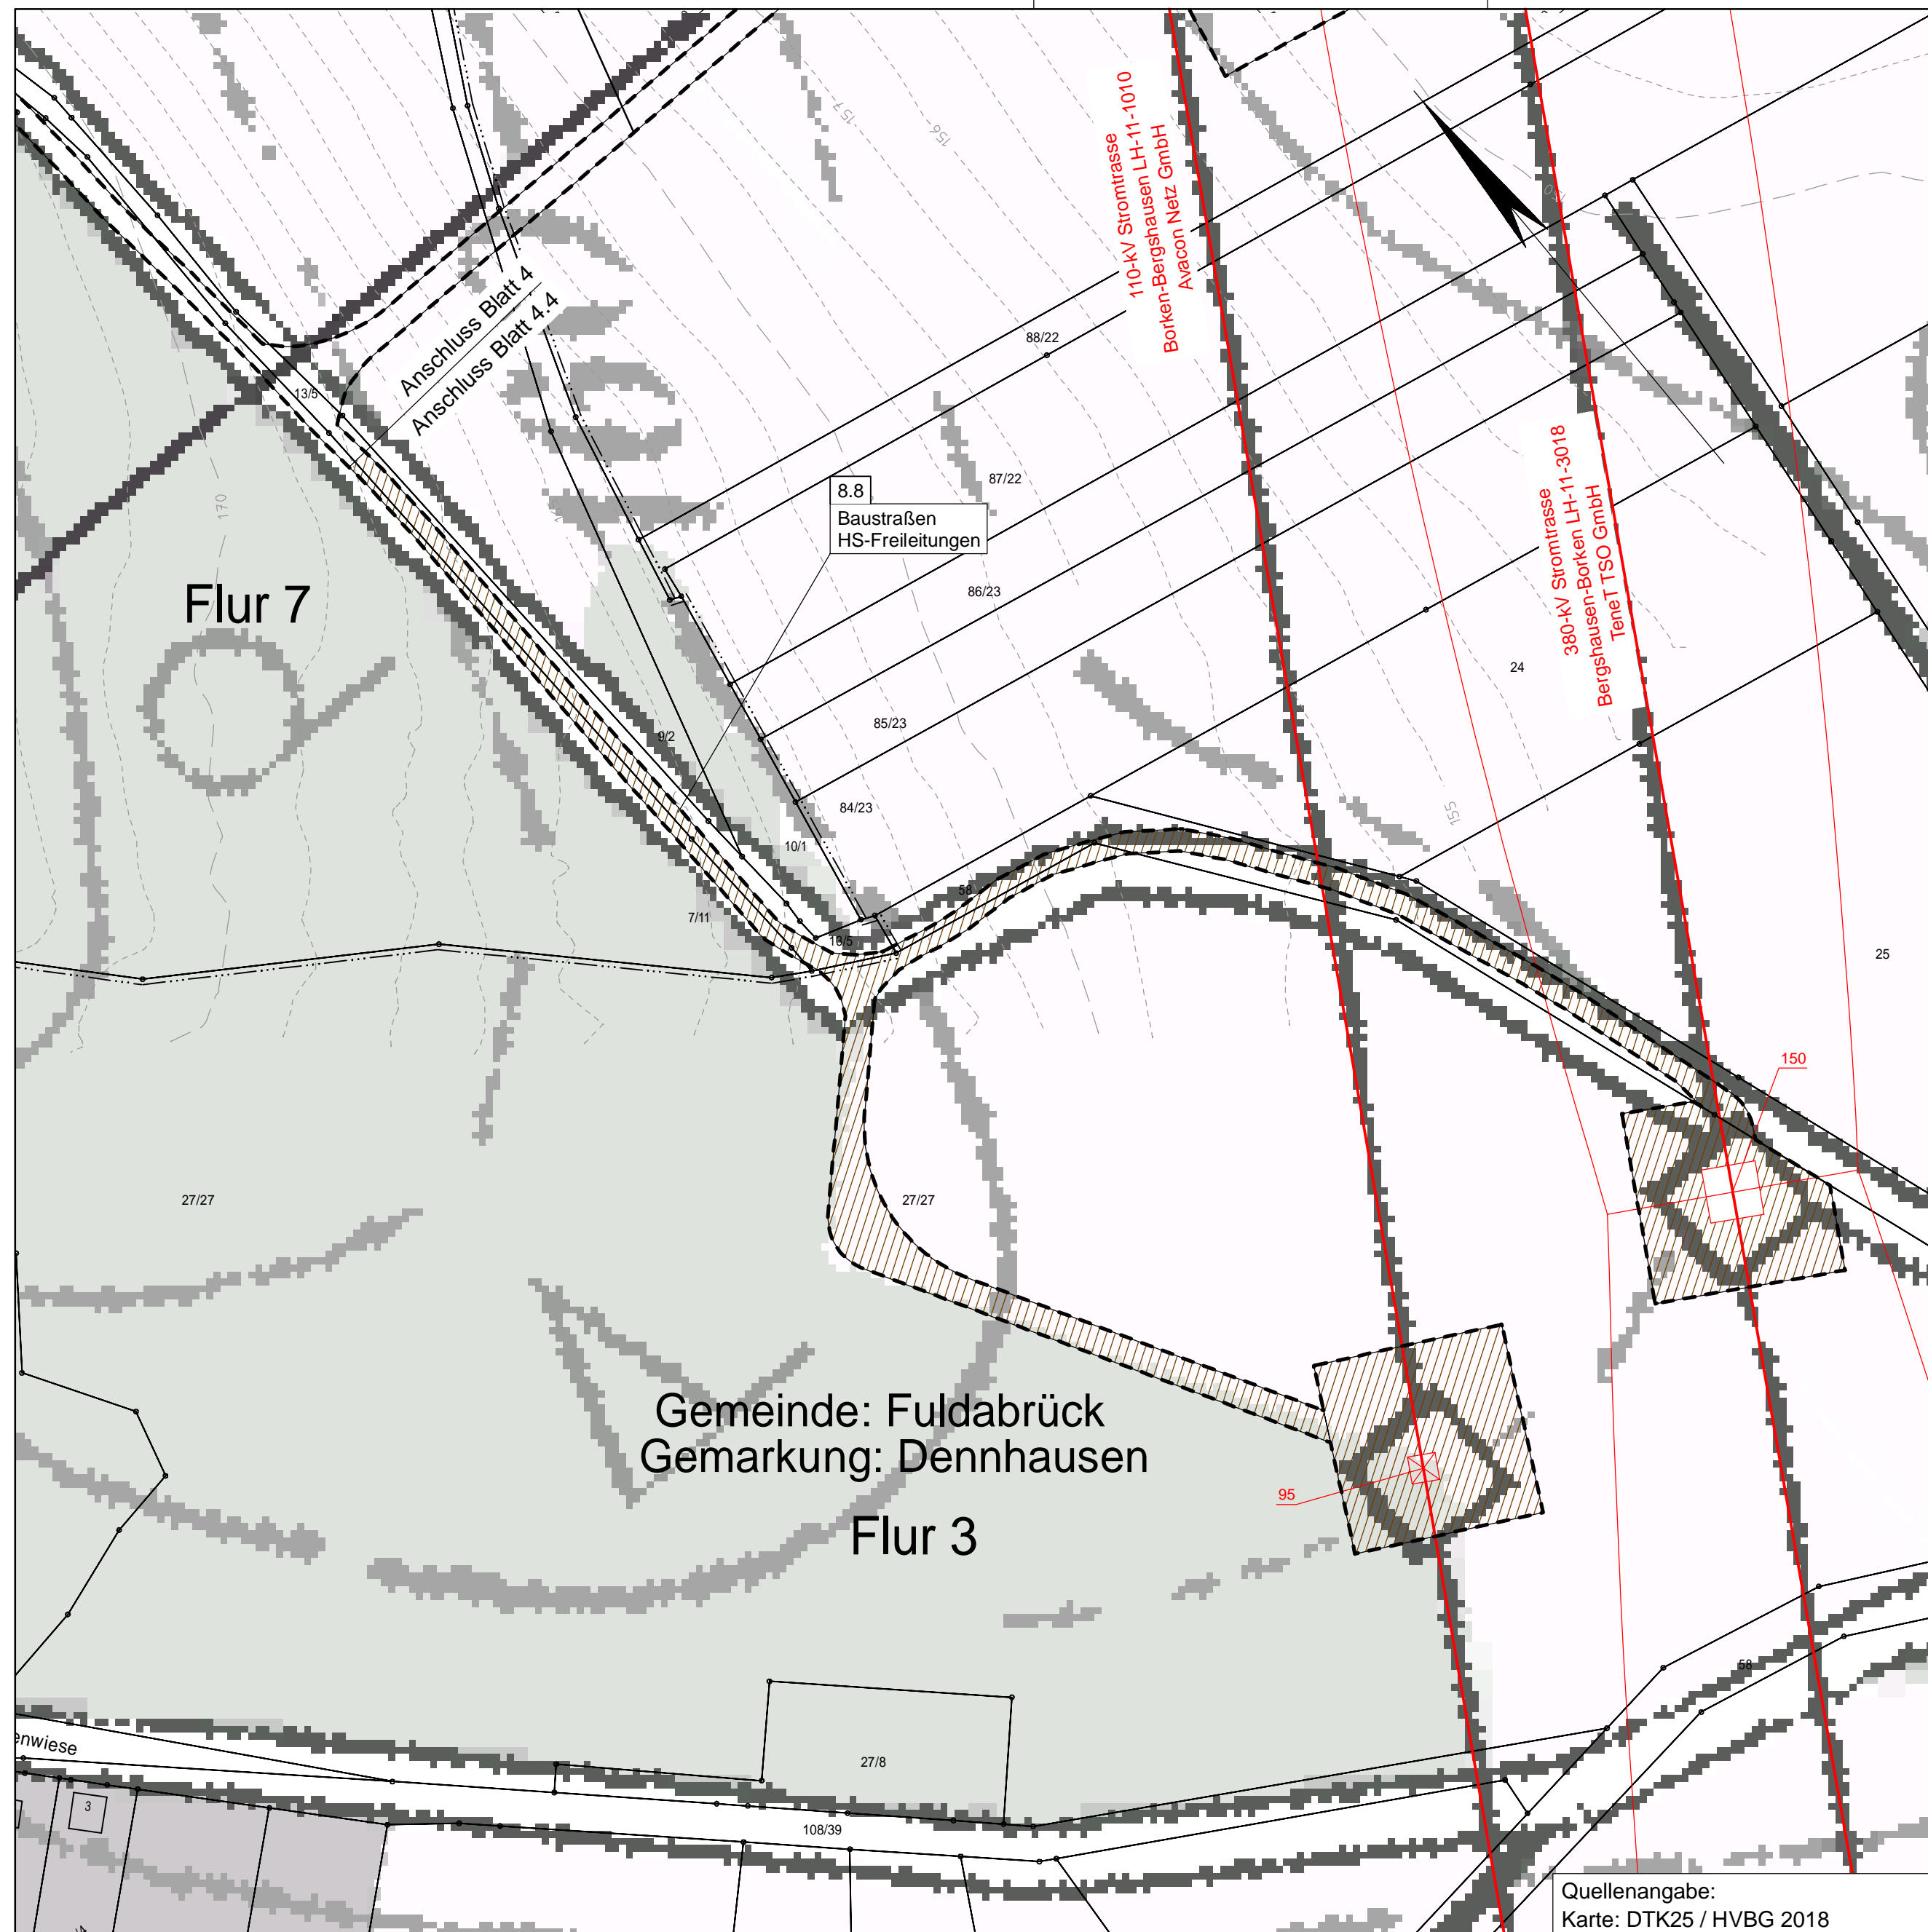 157
156
150
110-kV Stromtrasse
Borken-Bergshausen LH-11-1010
Avacon Netz GmbH
Anschluss Blatt 4
Anschluss Blatt 4.4
88/22
13/5
170
87/22
8.8
Baustraßen
HS-Freileitungen
380-kV Stromtrasse
Bergshausen-Borken LH-11-3018
TenneT TSO GmbH
Flur 7
86/23
24
85/23
9/2
84/23
155
10/1
58
7/11
13/5
25
150
27/27
27/27
Gemeinde: Fuldabrück
Gemarkung: Dennhausen
95
Flur 3
58
enwiese
27/8
3
108/39
Quellenangabe:
Karte: DTK25 / HVBG 2018